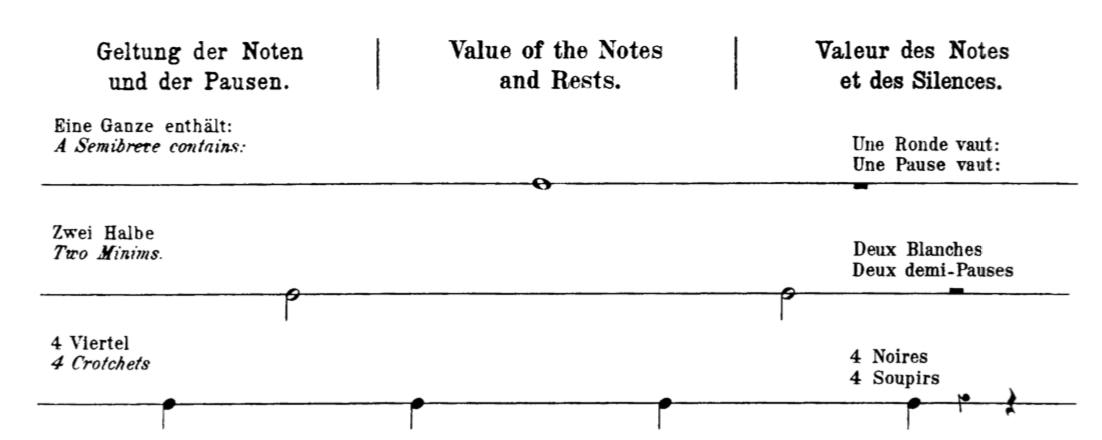 Geltung der Noten
und der Pausen.
Value of the Notes
and Rests.
Valeur des Notes
et des Silences.
Eine Ganze enthält:
A Semibreve contains:
Une Ronde vaut:
Une Pause vaut:
Zwei Halbe
Two Minims.
Deux Blanches
Deux demi-Pauses
4 Viertel
4 Crotchets
4 Noires
4 Soupirs